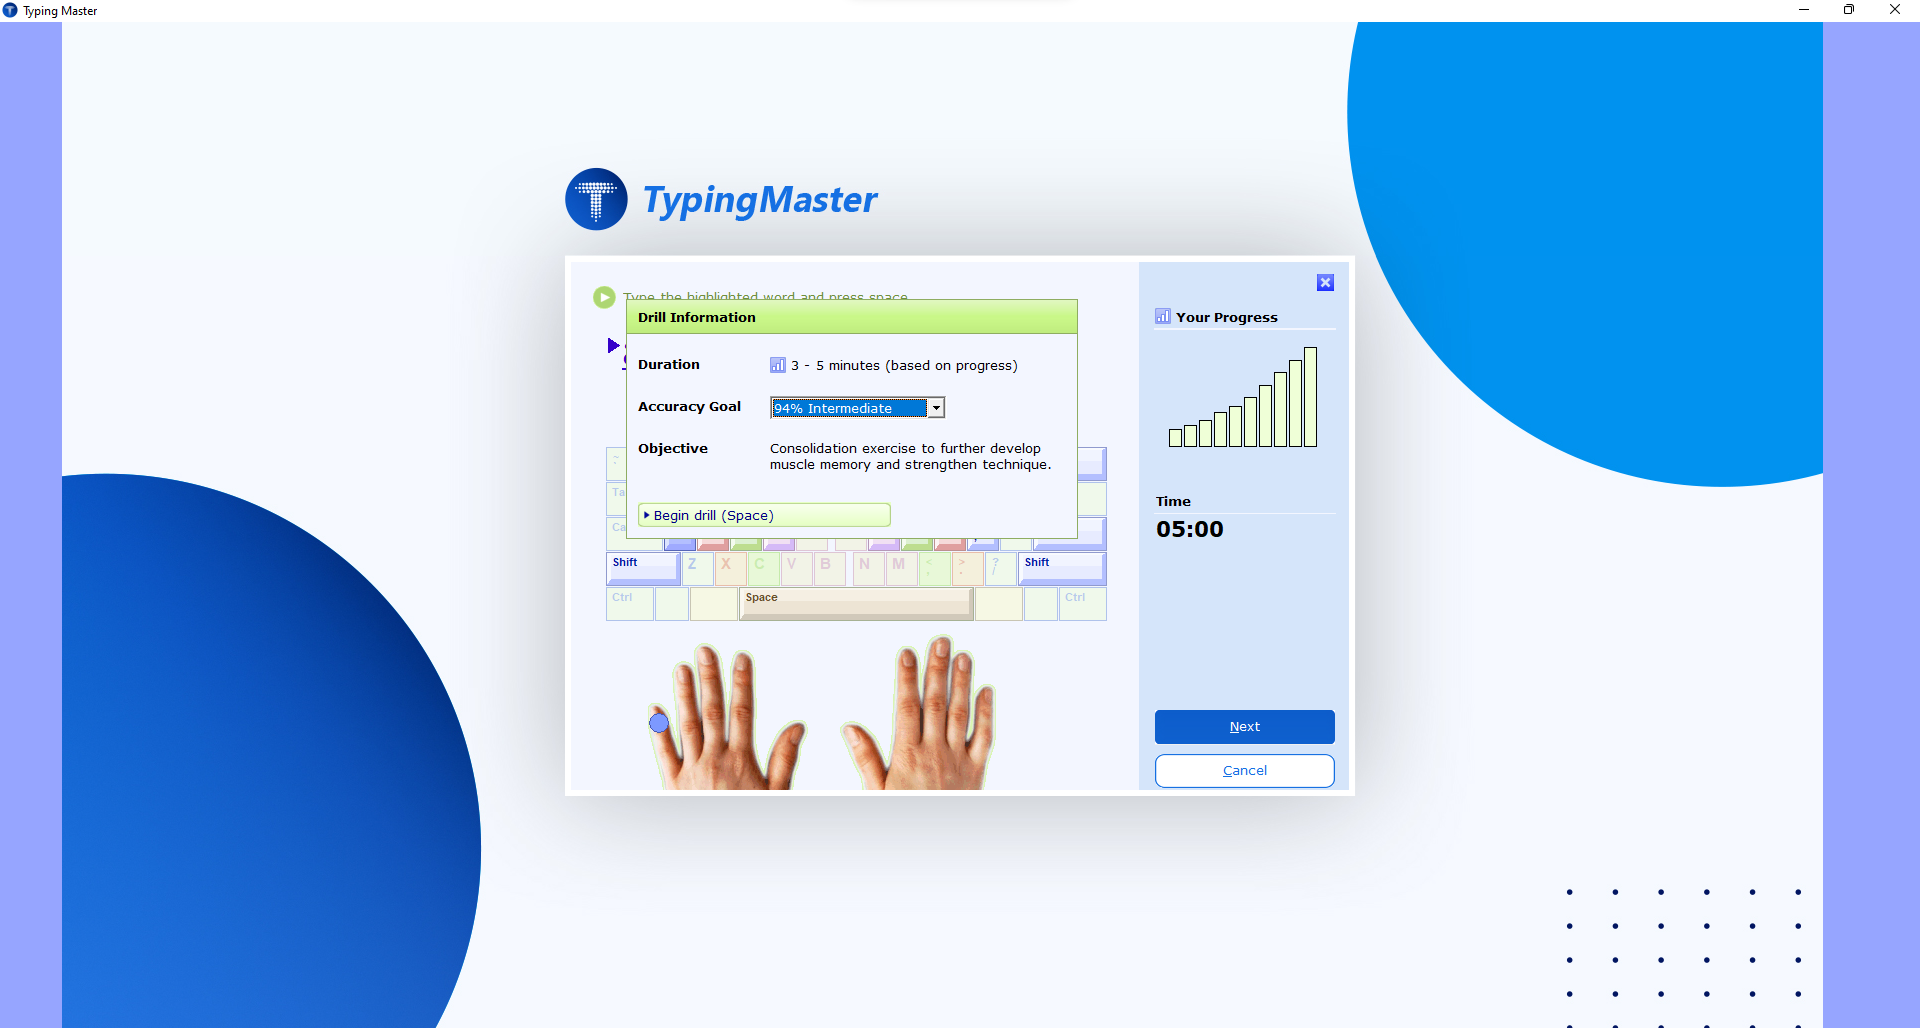 Typing Master
TypingMaster
Type the highlighted word and press space
Drill Information
Duration
3 - 5 minutes (based on progress)
Accuracy Goal
94% Intermediate
Objective
Consolidation exercise to further develop
muscle memory and strengthen technique.
Begin drill (Space)
~
Ta
Ca
Shift Z X C V B N M < , > . ? / Shift
Ctrl Space Ctrl
Your Progress
Time
05:00
Next
Cancel